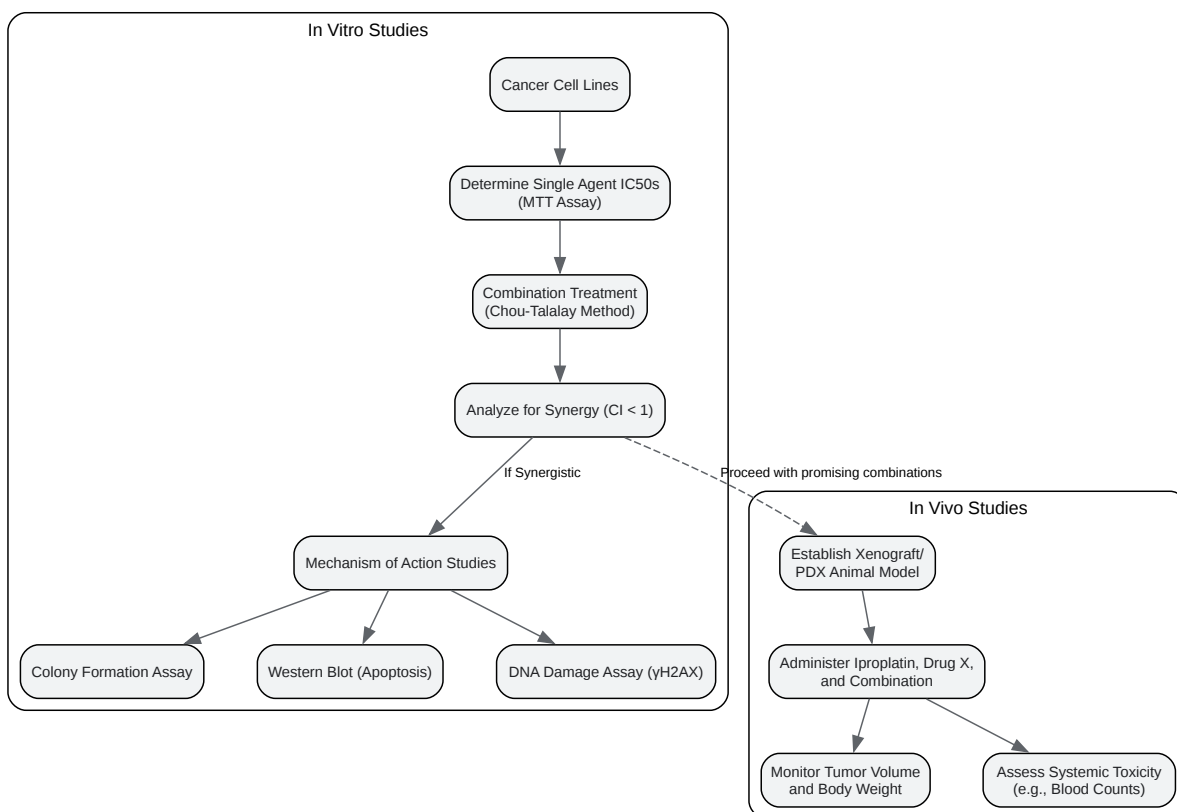 In Vitro Studies
Cancer Cell Lines
Determine Single Agent IC50s
(MTT Assay)
Combination Treatment
(Chou-Talalay Method)
Analyze for Synergy (CI < 1)
If Synergistic
Proceed with promising combinations
In Vivo Studies
Mechanism of Action Studies
Establish Xenograft/
PDX Animal Model
Colony Formation Assay
Western Blot (Apoptosis)
DNA Damage Assay (γH2AX)
Administer Iproplatin, Drug X,
and Combination
Monitor Tumor Volume
and Body Weight
Assess Systemic Toxicity
(e.g., Blood Counts)